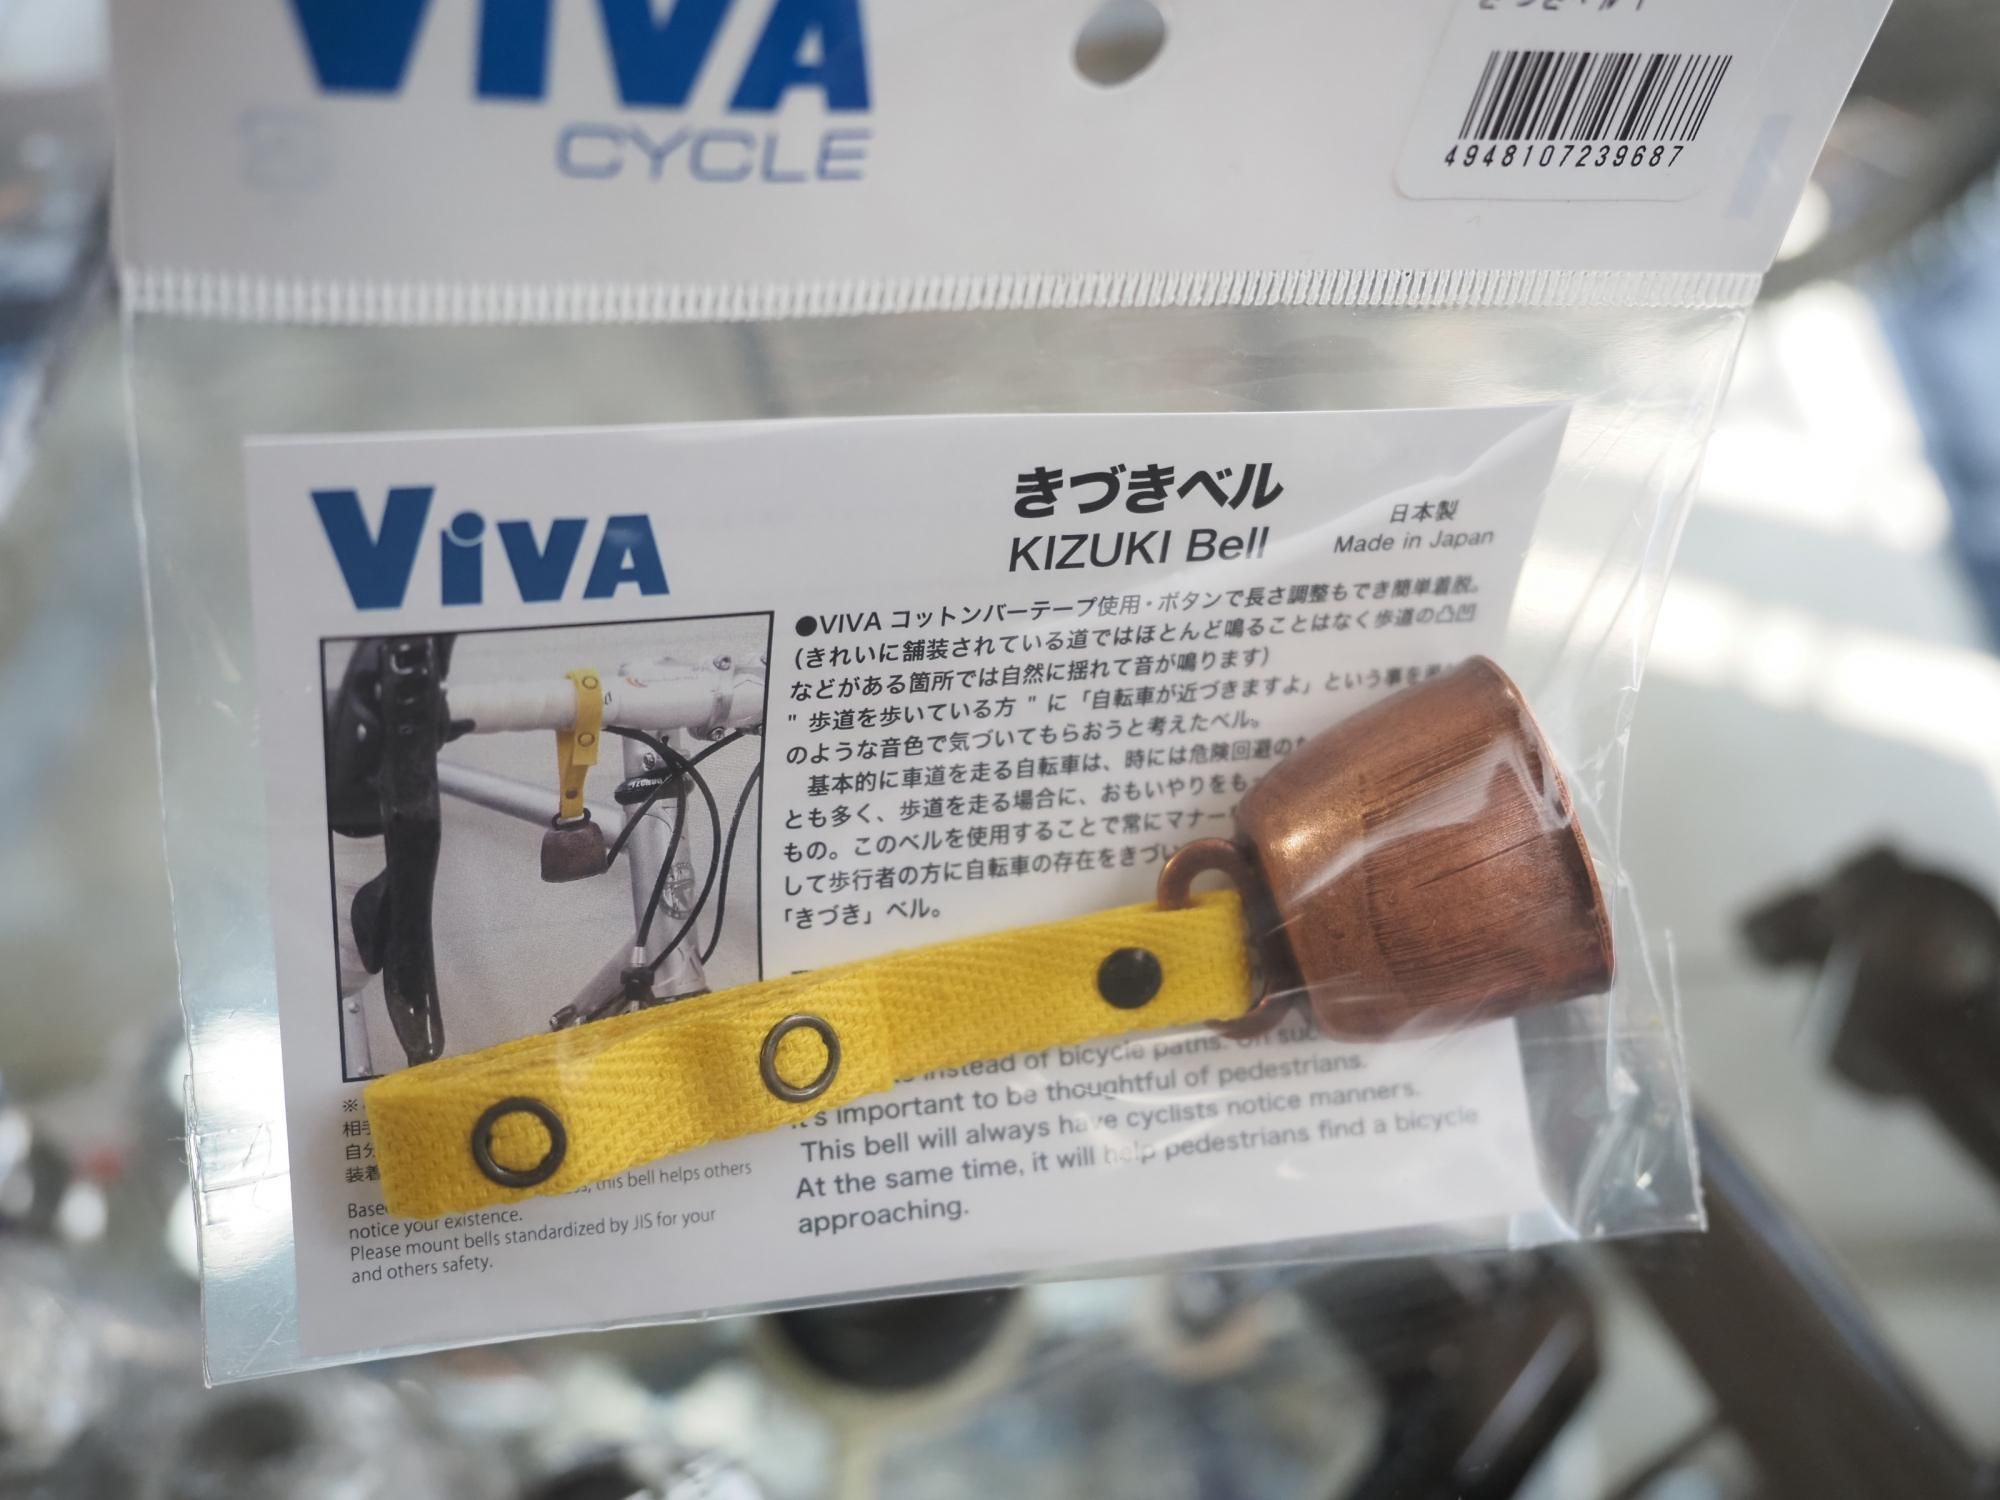 VIVA
CYCLE
4948107239687
ViVA
きづきベル
KIZUKI Bell
日本製
Made in Japan
●VIVA コットンバーテープ使用・ボタンで長さ調整もでき簡単着脱。
(きれいに舗装されている道ではほとんど鳴ることはなく歩道の凸凹
などがある箇所では自然に揺れて音が鳴ります)
" 歩道を歩いている方 " に「自転車が近づきますよ」という事を
のような音色で気づいてもらおうと考えたベル。
基本的に車道を走る自転車は、時には危険回避の
とも多く、歩道を走る場合に、おもいやりをも
もの。このベルを使用することで常にマナー
して歩行者の方に自転車の存在をきづい
「きづき」ベル。
instead of bicycle paths. On
it's important to be thoughtful of pedestrians.
This bell will always have cyclists notice manners.
At the same time, it will help pedestrians find a bicycle
approaching.
※
相手
自分
装着
this bell helps others
notice your existence.
Please mount bells standardized by JIS for your
and others safety.